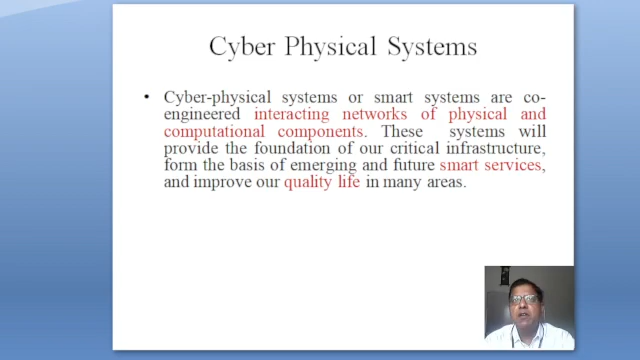 Cyber Physical Systems
• Cyber-physical systems or smart systems are co-
engineered interacting networks of physical and
computational components. These systems will
provide the foundation of our critical infrastructure,
form the basis of emerging and future smart services,
and improve our quality life in many areas.